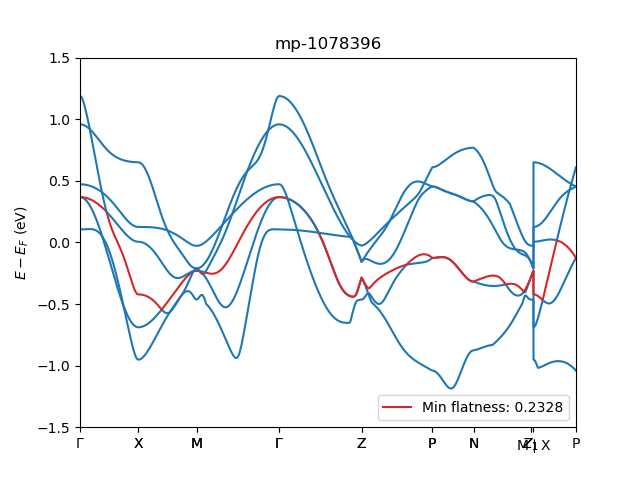 mp-1078396
E − E_F (eV)
1.5
1.0
0.5
0.0
−0.5
−1.0
−1.5
Min flatness: 0.2328
Γ X M Γ Z P N P
M | X